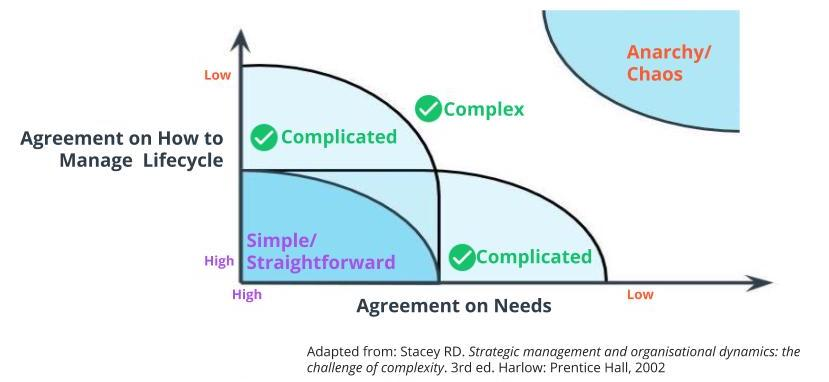 Anarchy/
Chaos
Low
Complex
Complicated
Agreement on How to
Manage Lifecycle
Simple/
Straightforward
Complicated
High
High
Low
Agreement on Needs
Adapted from: Stacey RD. Strategic management and organisational dynamics: the
challenge of complexity. 3rd ed. Harlow: Prentice Hall, 2002